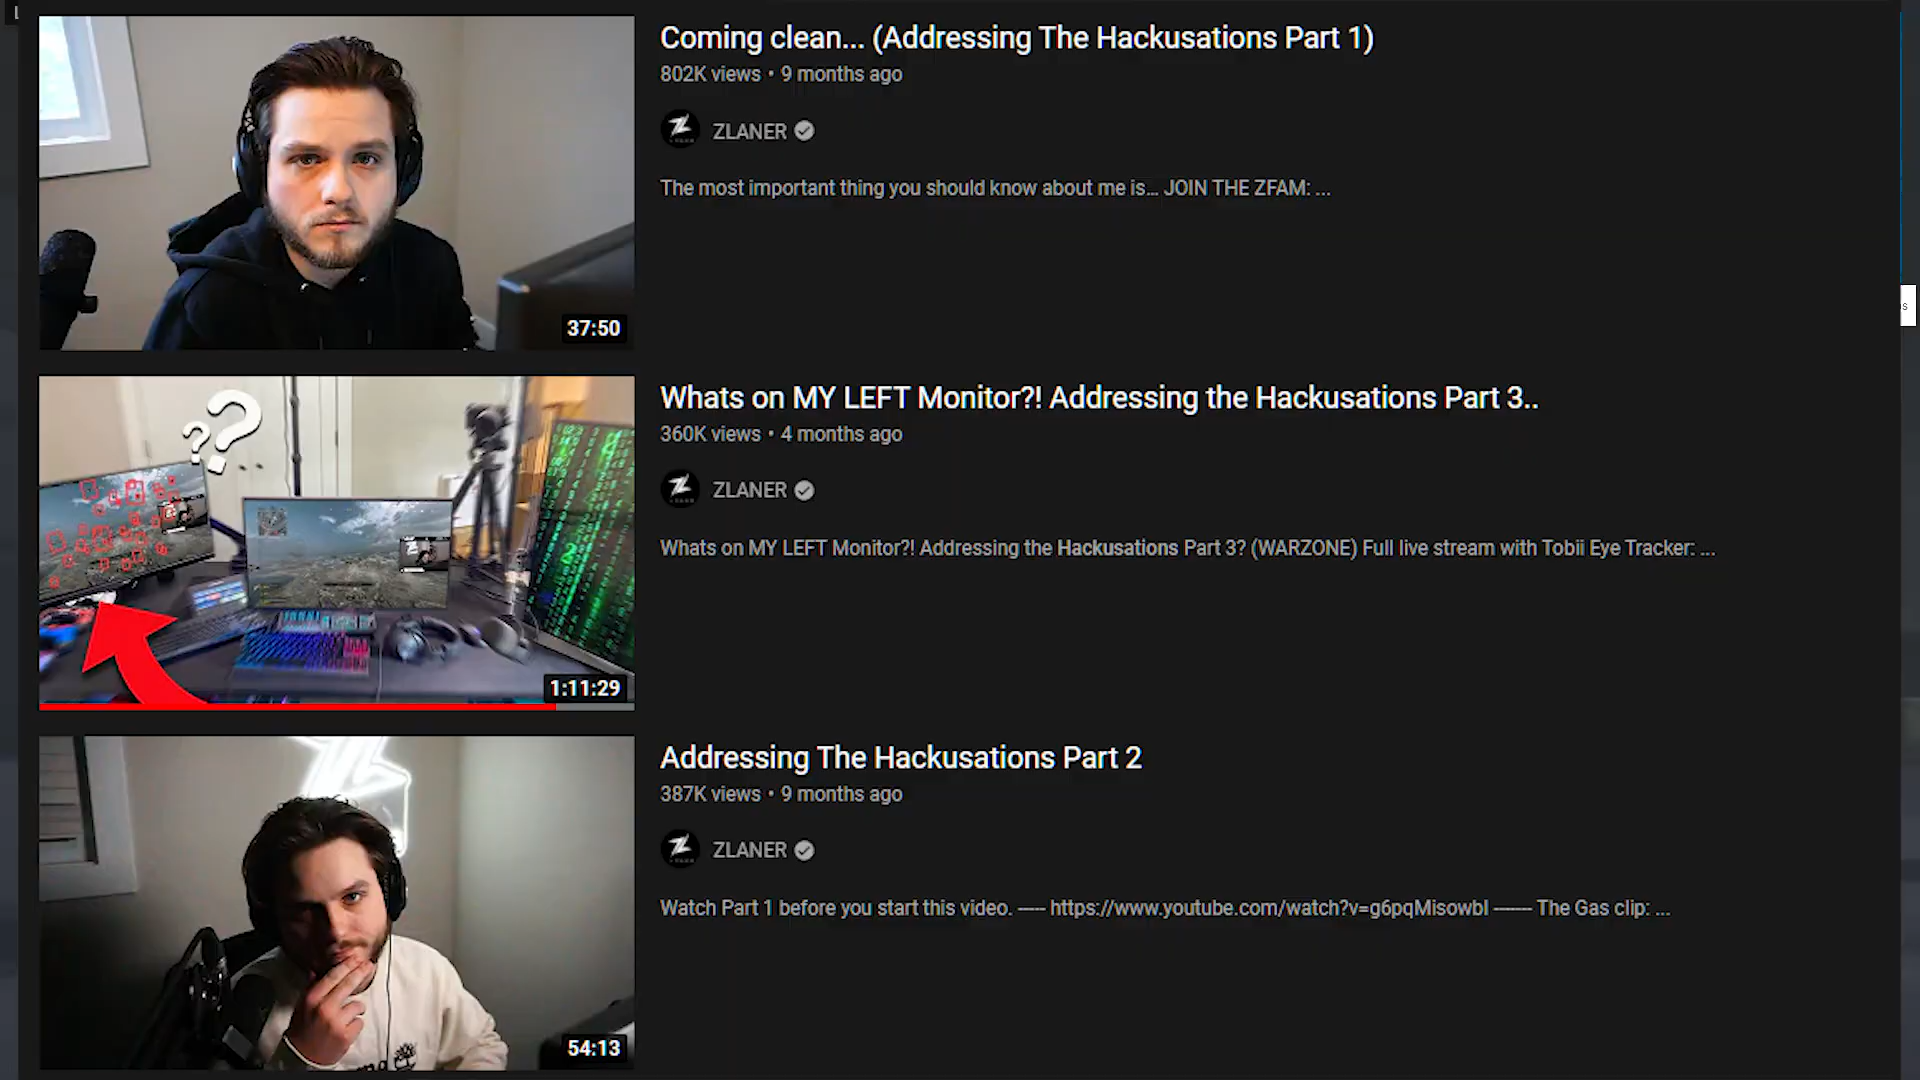 Coming clean... (Addressing The Hackusations Part 1)
802K views • 9 months ago
ZLANER
The most important thing you should know about me is... JOIN THE ZFAM: ...
37:50
Whats on MY LEFT Monitor?! Addressing the Hackusations Part 3..
360K views • 4 months ago
ZLANER
Whats on MY LEFT Monitor?! Addressing the Hackusations Part 3? (WARZONE) Full live stream with Tobii Eye Tracker: ...
??
1:11:29
Addressing The Hackusations Part 2
387K views • 9 months ago
ZLANER
Watch Part 1 before you start this video. ----- https://www.youtube.com/watch?v=g6pqMisowbI ------- The Gas clip: ...
54:13